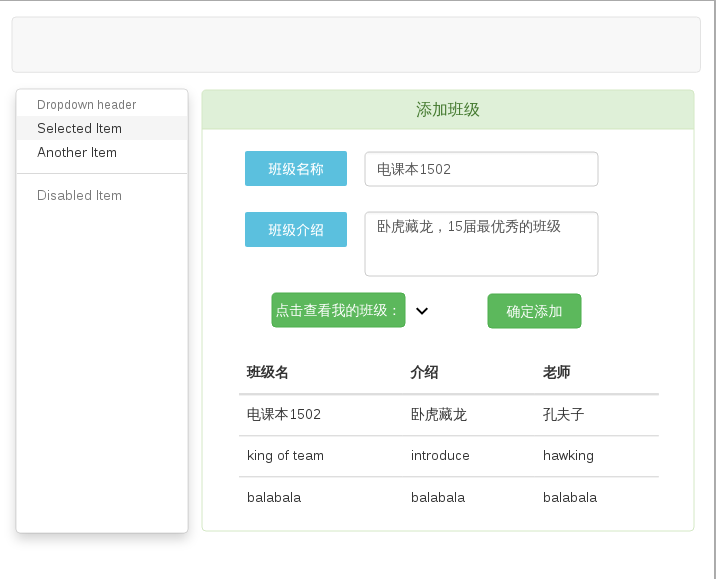 Dropdown header
Selected Item
Another Item
Disabled Item
添加班级
班级名称
电课本1502
班级介绍
卧虎藏龙，15届最优秀的班级
点击查看我的班级：
确定添加
班级名 介绍 老师
电课本1502 卧虎藏龙 孔夫子
king of team introduce hawking
balabala balabala balabala